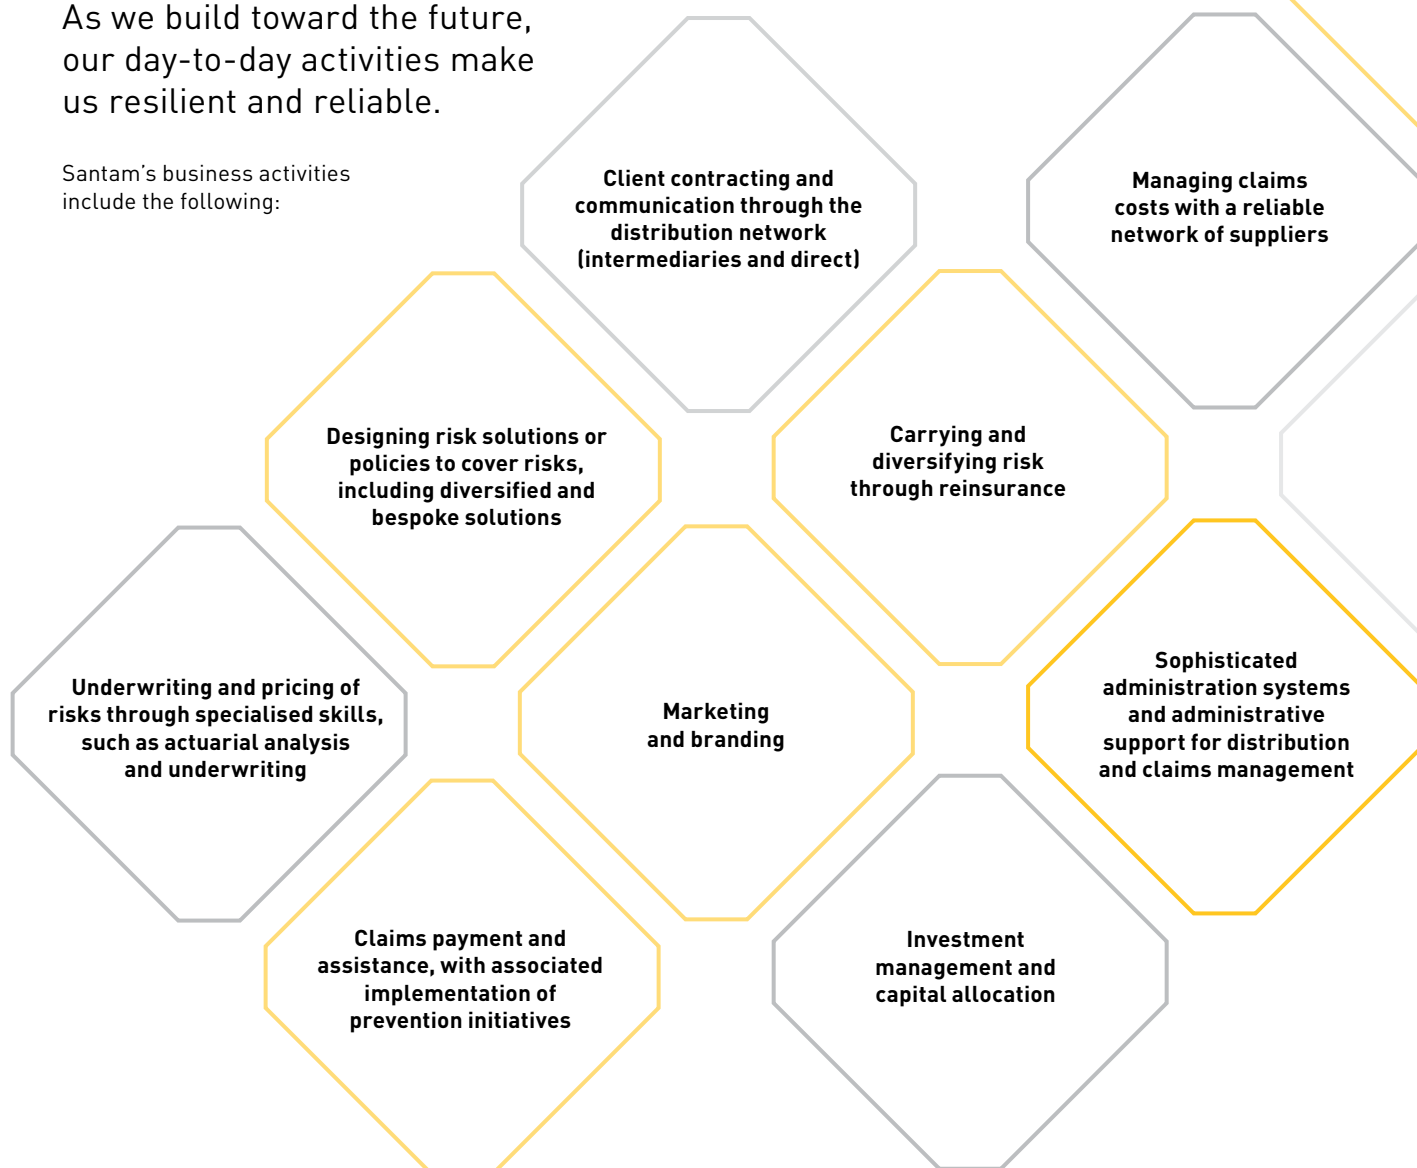 As we build toward the future,
our day-to-day activities make
us resilient and reliable.
Santam’s business activities
include the following:
Client contracting and
communication through the
distribution network
(intermediaries and direct)
Managing claims
costs with a reliable
network of suppliers
Designing risk solutions or
policies to cover risks,
including diversified and
bespoke solutions
Carrying and
diversifying risk
through reinsurance
Underwriting and pricing of
risks through specialised skills,
such as actuarial analysis
and underwriting
Marketing
and branding
Sophisticated
administration systems
and administrative
support for distribution
and claims management
Claims payment and
assistance, with associated
implementation of
prevention initiatives
Investment
management and
capital allocation